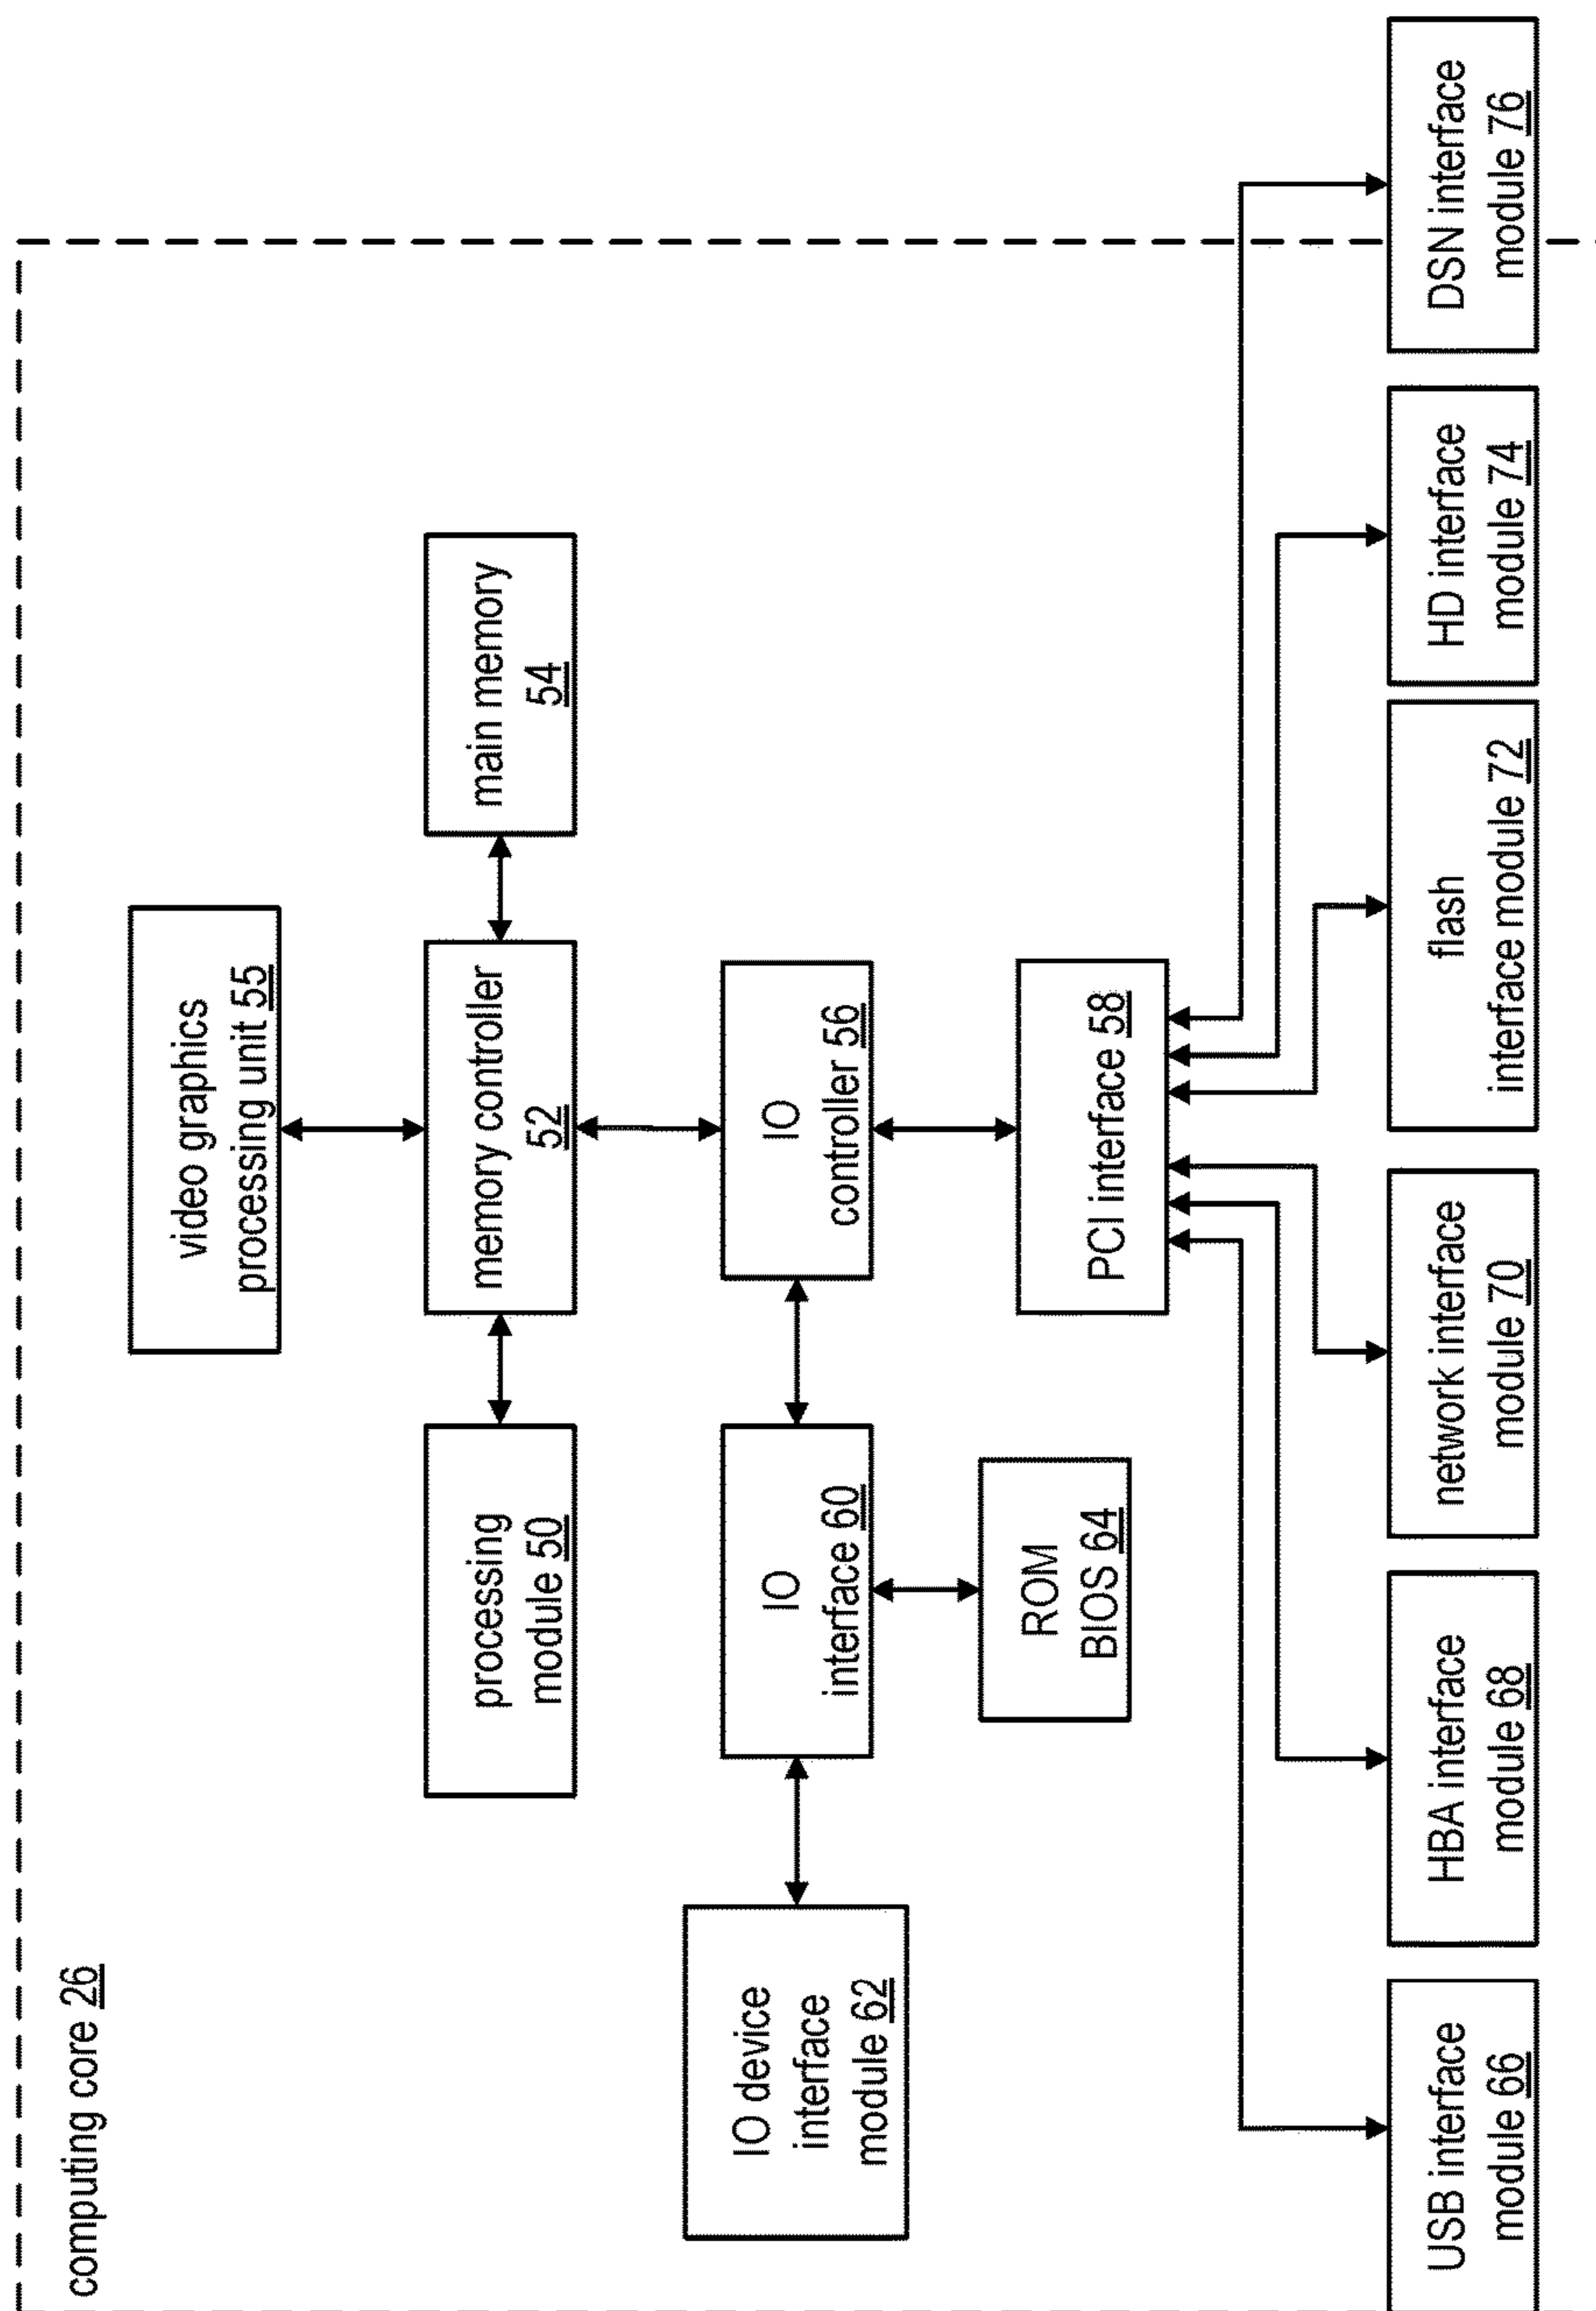 computing core 26
video graphics
processing unit 55
processing
module 50
memory controller
52
main memory
54
IO device
interface
module 62
IO
interface 60
IO
controller 56
ROM
BIOS 64
PCI interface 58
USB interface
module 66
HBA interface
module 68
network interface
module 70
flash
interface module 72
HD interface
module 74
DSN interface
module 76